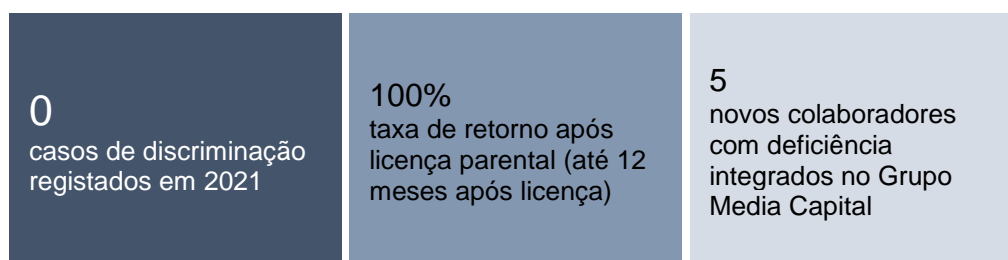 0
casos de discriminação
registados em 2021
100%
taxa de retorno após
licença parental (até 12
meses após licença)
5
novos colaboradores
com deficiência
integrados no Grupo
Media Capital